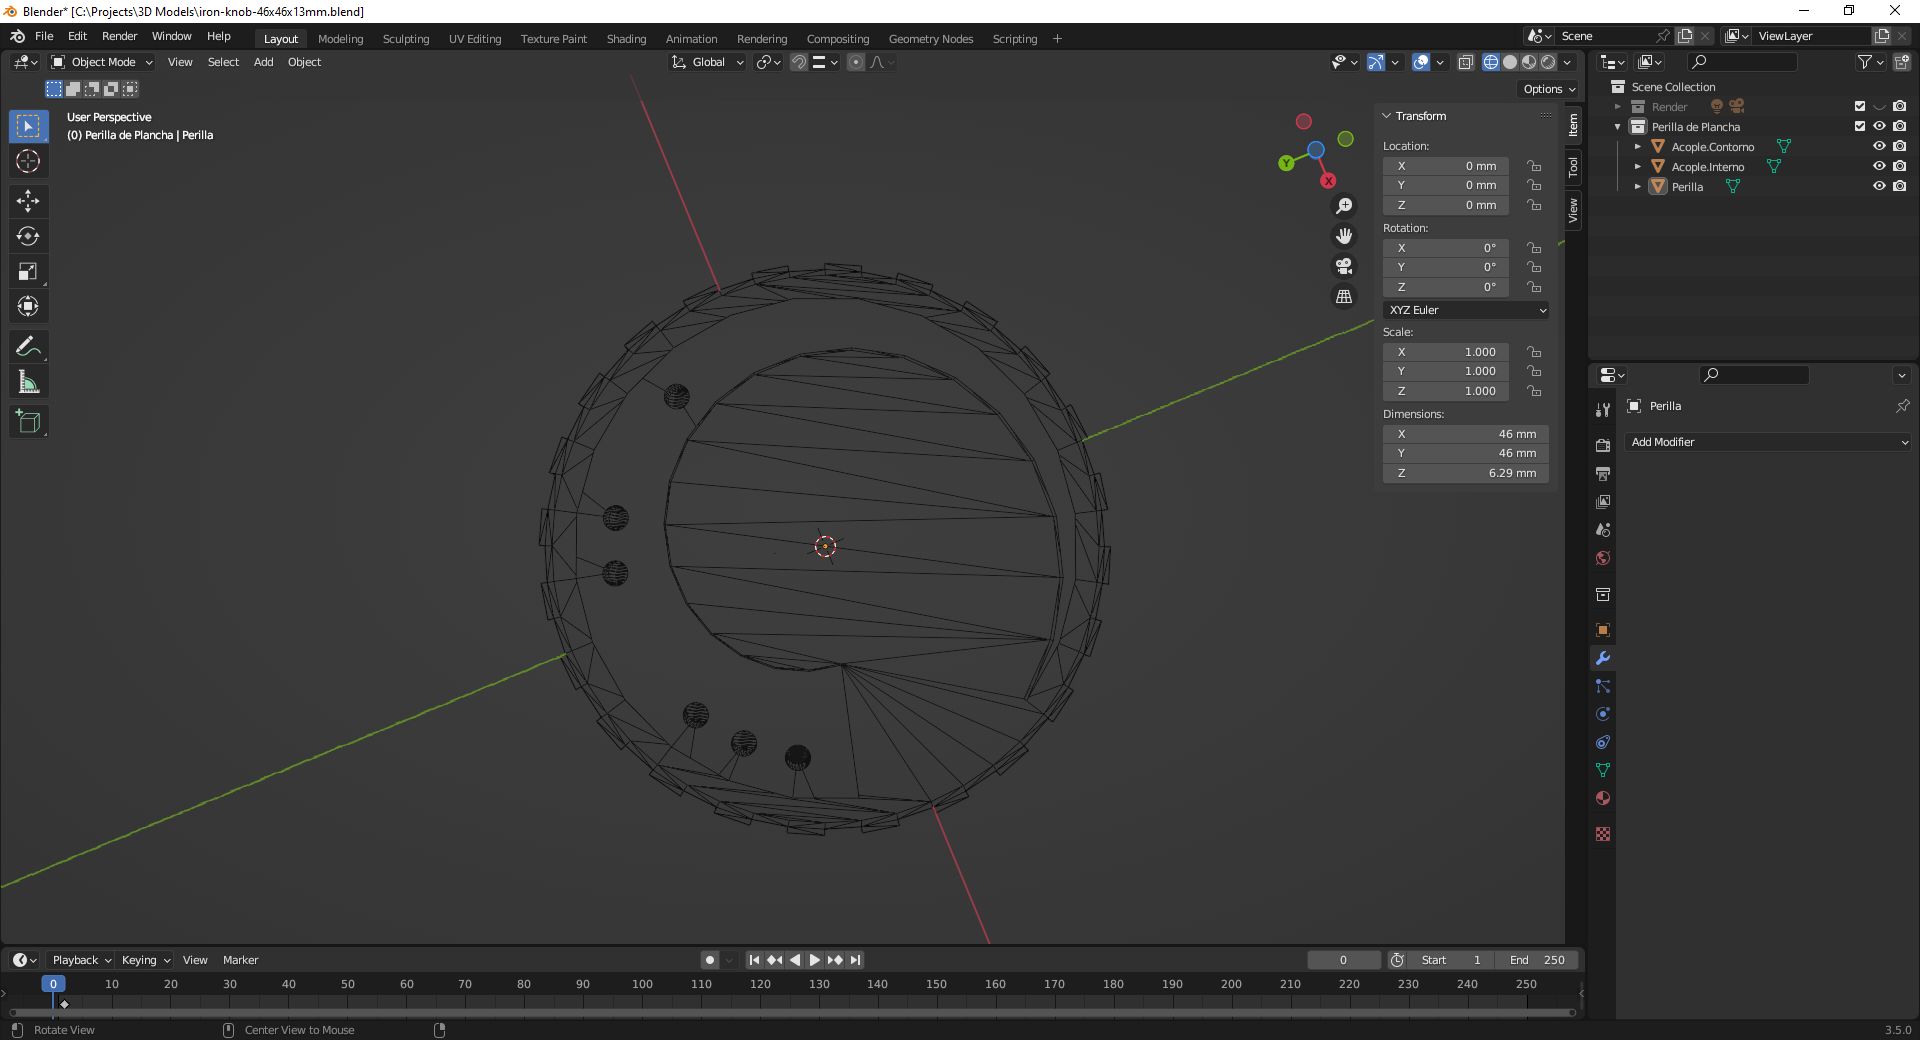 Blender* [C:\Projects\3D Models\iron-knob-46x46x13mm.blend]
File Edit Render Window Help Layout Modeling Sculpting UV Editing Texture Paint Shading Animation Rendering Compositing Geometry Nodes Scripting + Scene ViewLayer
Object Mode View Select Add Object Global
Options
User Perspective
(0) Perilla de Plancha | Perilla
Y
X
Transform
Location:
X 0 mm
Y 0 mm
Z 0 mm
Rotation:
X 0°
Y 0°
Z 0°
XYZ Euler
Scale:
X 1.000
Y 1.000
Z 1.000
Dimensions:
X 46 mm
Y 46 mm
Z 6.29 mm
Item
Tool
View
Scene Collection
Render
Perilla de Plancha
Acople.Contorno
Acople.Interno
Perilla
Perilla
Add Modifier
Playback Keying View Marker 0 Start 1 End 250
0 10 20 30 40 50 60 70 80 90 100 110 120 130 140 150 160 170 180 190 200 210 220 230 240 250
Rotate View Center View to Mouse 3.5.0